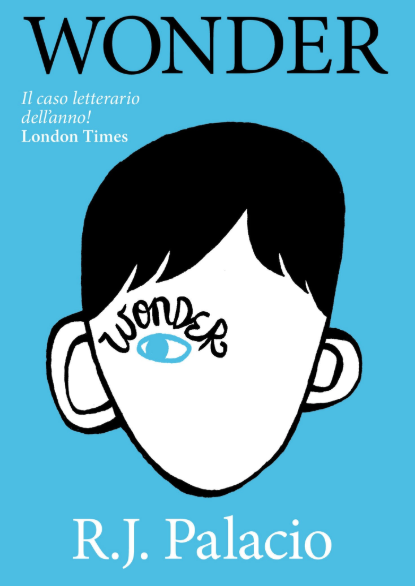 WONDER
Il caso letterario
dell'anno!
London Times
WONDER
R.J. Palacio